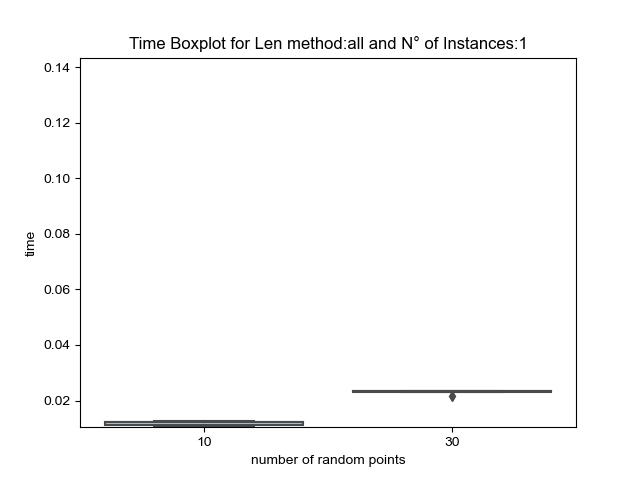 Time Boxplot for Len method:all and N° of Instances:1
0.14
0.12
0.10
0.08
0.06
0.04
0.02
time
10 30
number of random points